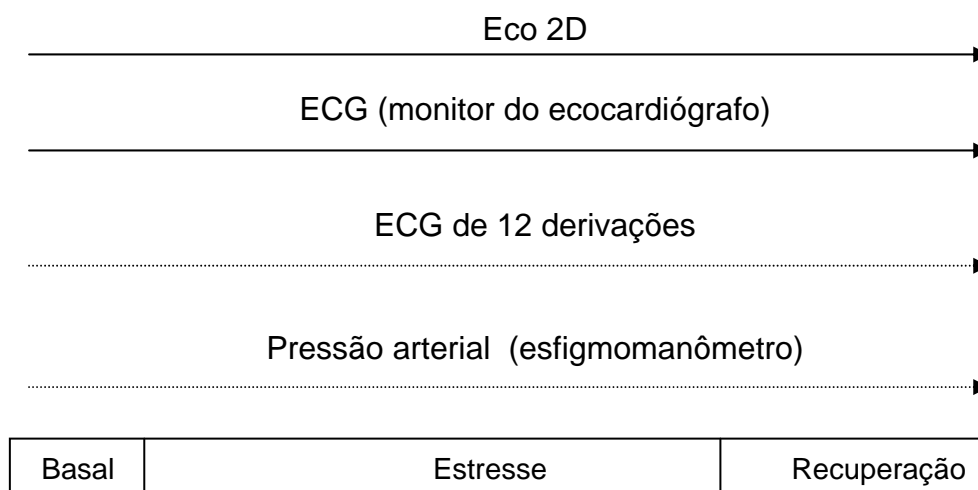 Eco 2D
ECG (monitor do ecocardiógrafo)
ECG de 12 derivações
Pressão arterial (esfigmomanômetro)
Basal Estresse Recuperação